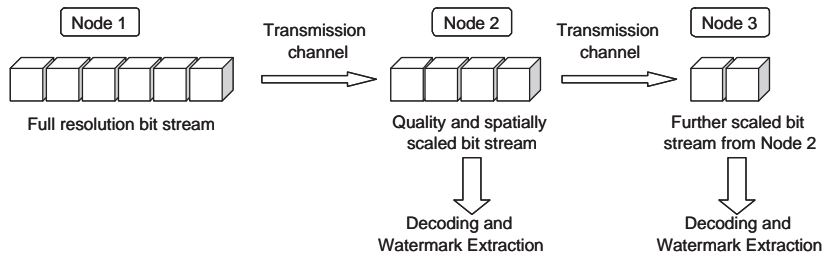 Node 1
Transmission
channel
Node 2
Transmission
channel
Node 3
Full resolution bit stream
Quality and spatially
scaled bit stream
Further scaled bit
stream from Node 2
Decoding and
Watermark Extraction
Decoding and
Watermark Extraction